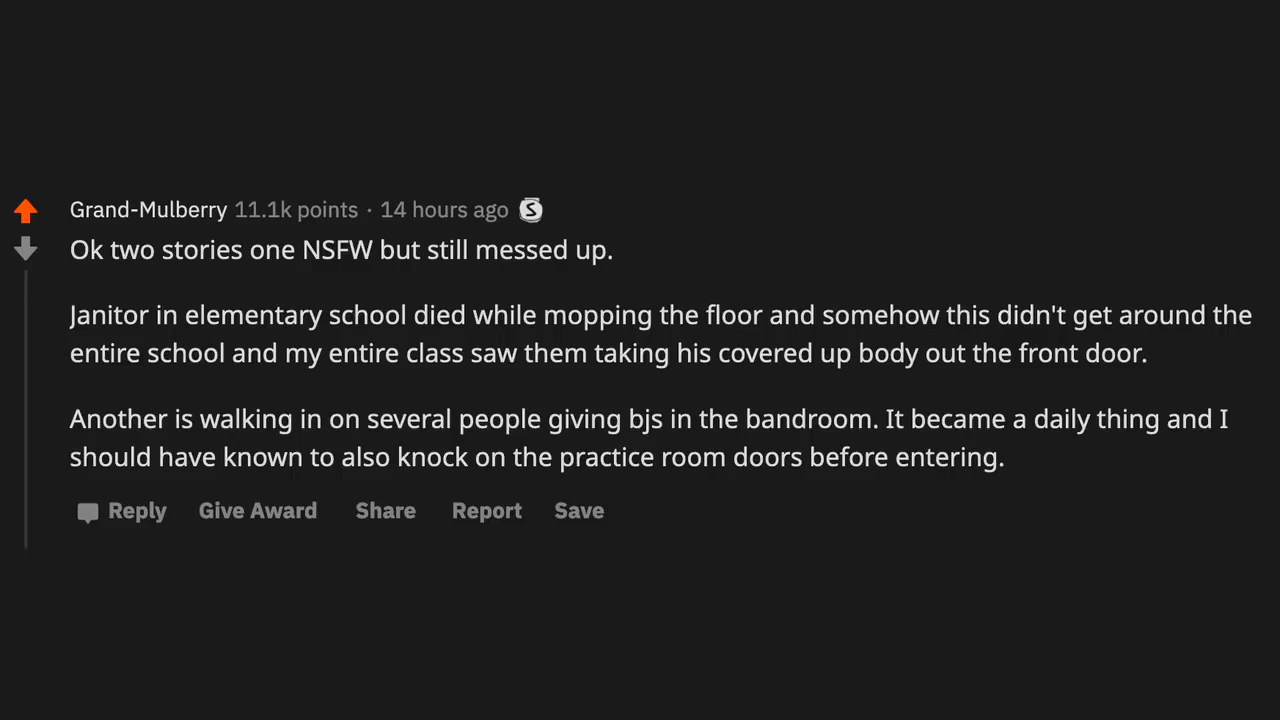 Grand-Mulberry 11.1k points · 14 hours ago S
Ok two stories one NSFW but still messed up.
Janitor in elementary school died while mopping the floor and somehow this didn't get around the
entire school and my entire class saw them taking his covered up body out the front door.
Another is walking in on several people giving bjs in the bandroom. It became a daily thing and I
should have known to also knock on the practice room doors before entering.
Reply Give Award Share Report Save